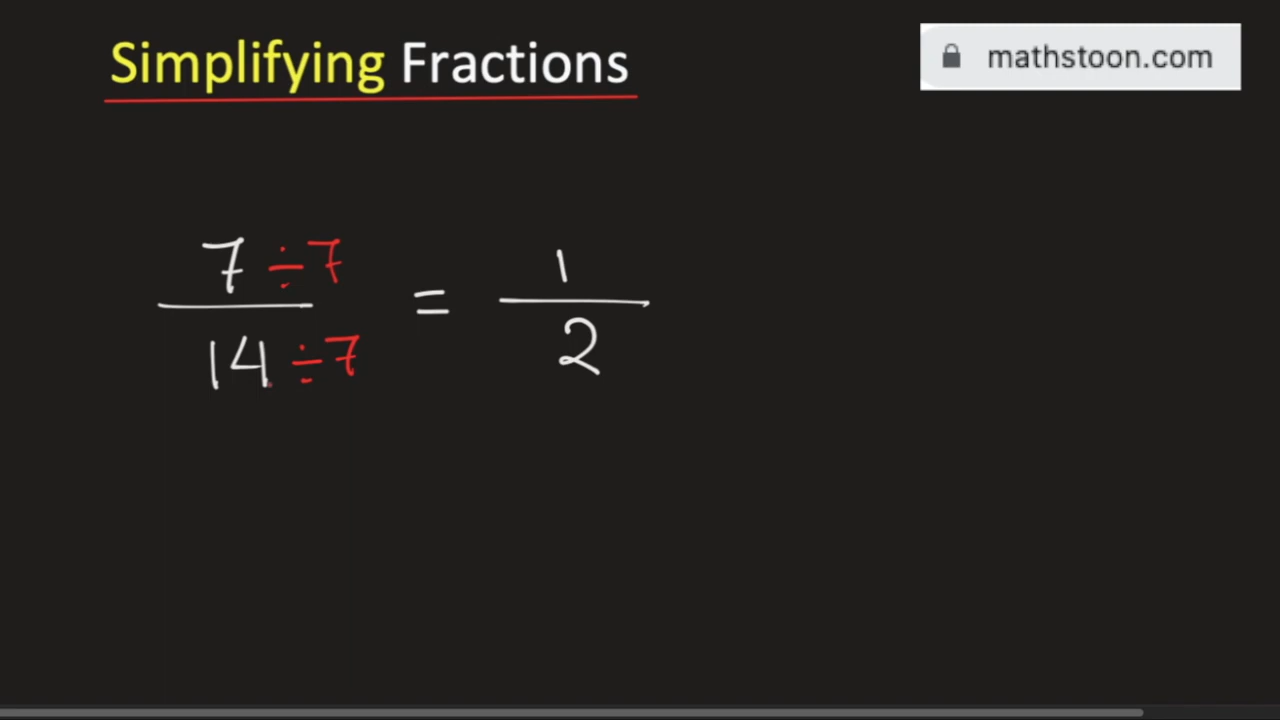 Simplifying Fractions
mathstoon.com
7 ÷ 7
14 ÷ 7
=
1
2